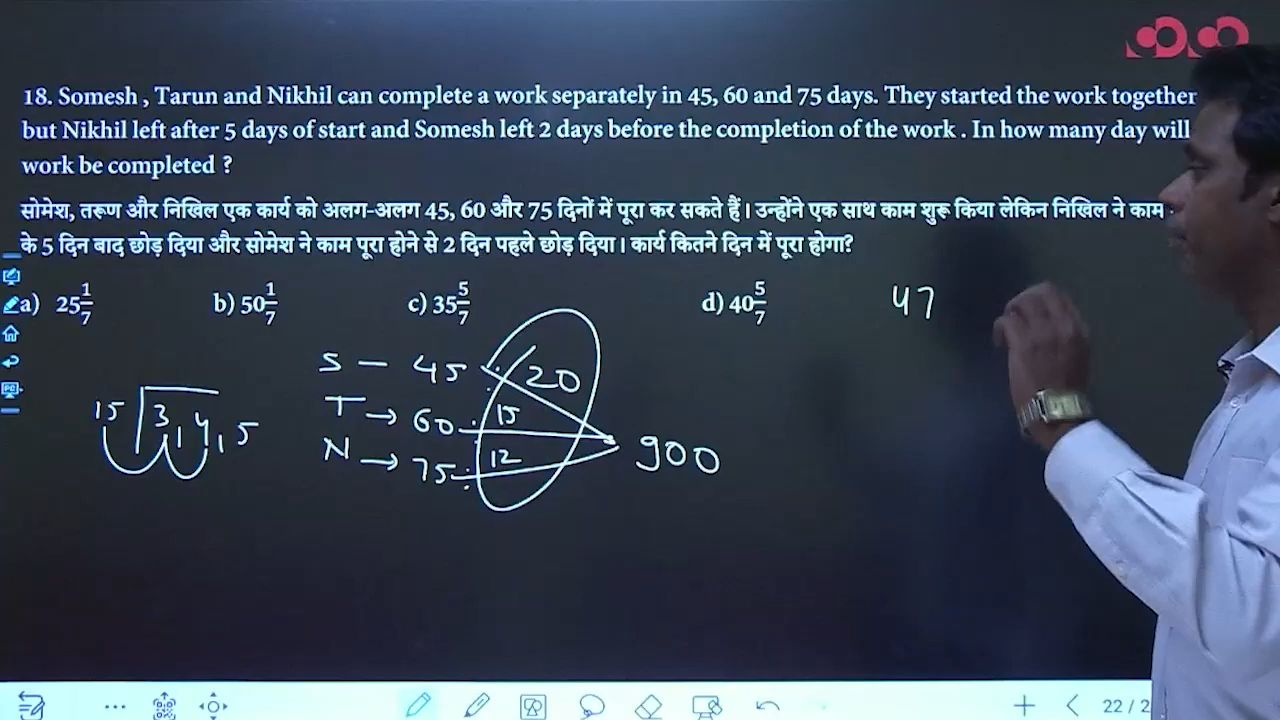 18. Somesh , Tarun and Nikhil can complete a work separately in 45, 60 and 75 days. They started the work together
but Nikhil left after 5 days of start and Somesh left 2 days before the completion of the work . In how many day will
work be completed ?
सोमेश, तरूण और निखिल एक कार्य को अलग-अलग 45, 60 और 75 दिनों में पूरा कर सकते हैं। उन्होंने एक साथ काम शुरू किया लेकिन निखिल ने काम
के 5 दिन बाद छोड़ दिया और सोमेश ने काम पूरा होने से 2 दिन पहले छोड़ दिया। कार्य कितने दिन में पूरा होगा?
a) 25 1/7 b) 50 1/7 c) 35 5/7 d) 40 5/7 47
S — 45 : 20
T → 60 : 15
N → 75 : 12
900
15 3, 4, 5
22 / 2